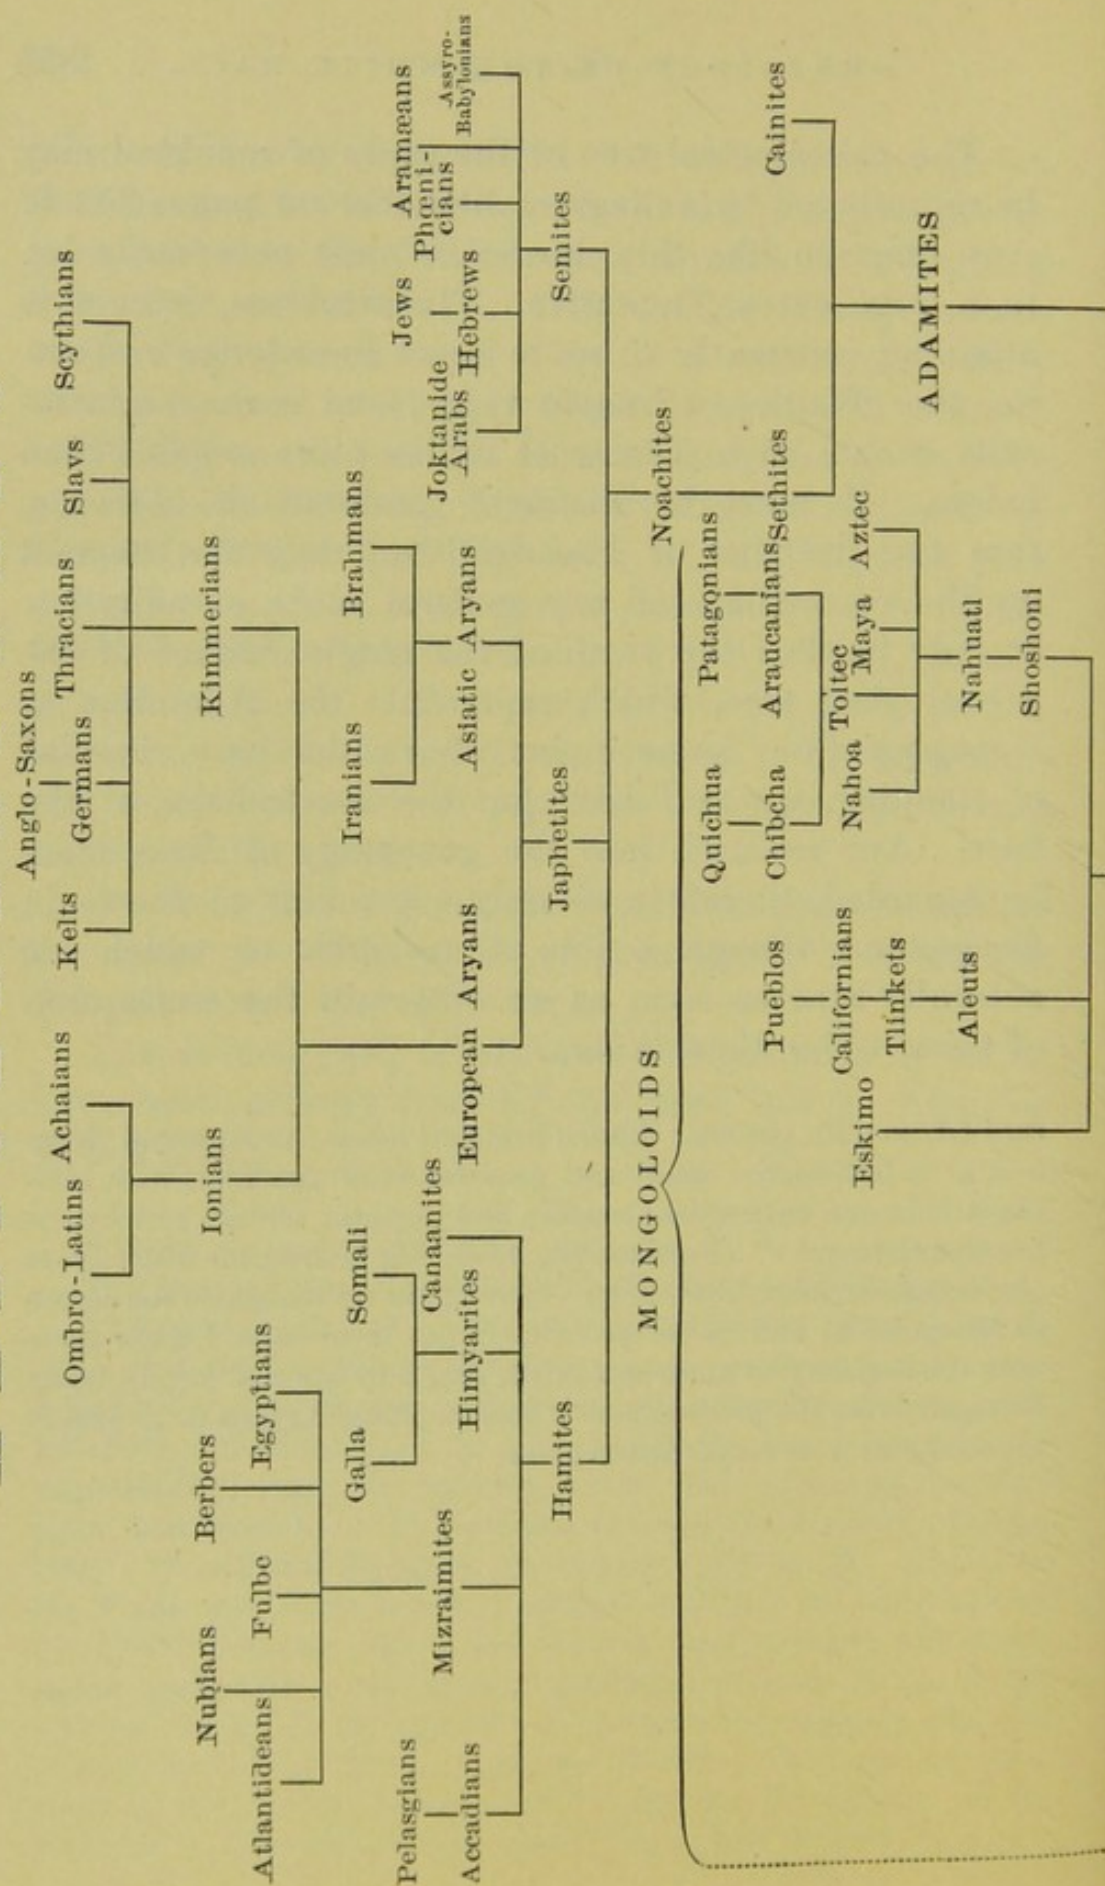 Anglo-Saxons
Ombro-Latins Achaians Kelts Germans Thracians Slavs Scythians
Nubians Berbers Ionians Kimmerians
Atlantideans Fulbe Egyptians
Galla Somali Iranians Brahmans
Pelasgians Jews Aramæans
Mizraimites Canaanites Joktanide Arabs Phœni-
cians
Assyro-
Babylonians
Accadians Himyarites European Aryans Asiatic Aryans Hebrews
Hamites Japhetites Semites
MONGOLOIDS Noachites
Quichua Patagonians
Pueblos Chibcha Araucanians Sethites Cainites
Californians Toltec
Eskimo Nahoa Maya Aztec
Tlinkets
ADAMITES
Aleuts Nahuatl
Shoshoni